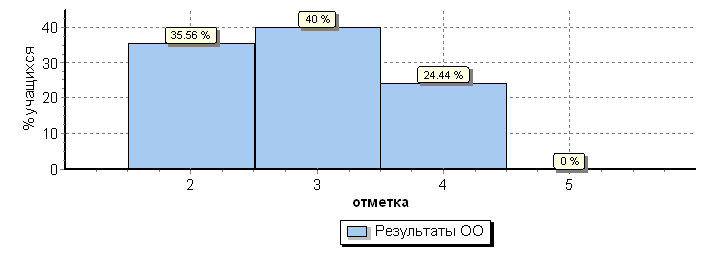 % учащихся
40
30
20
10
0
35.56 %
40 %
24.44 %
0 %
2 3 4 5
отметка
Результаты ОО